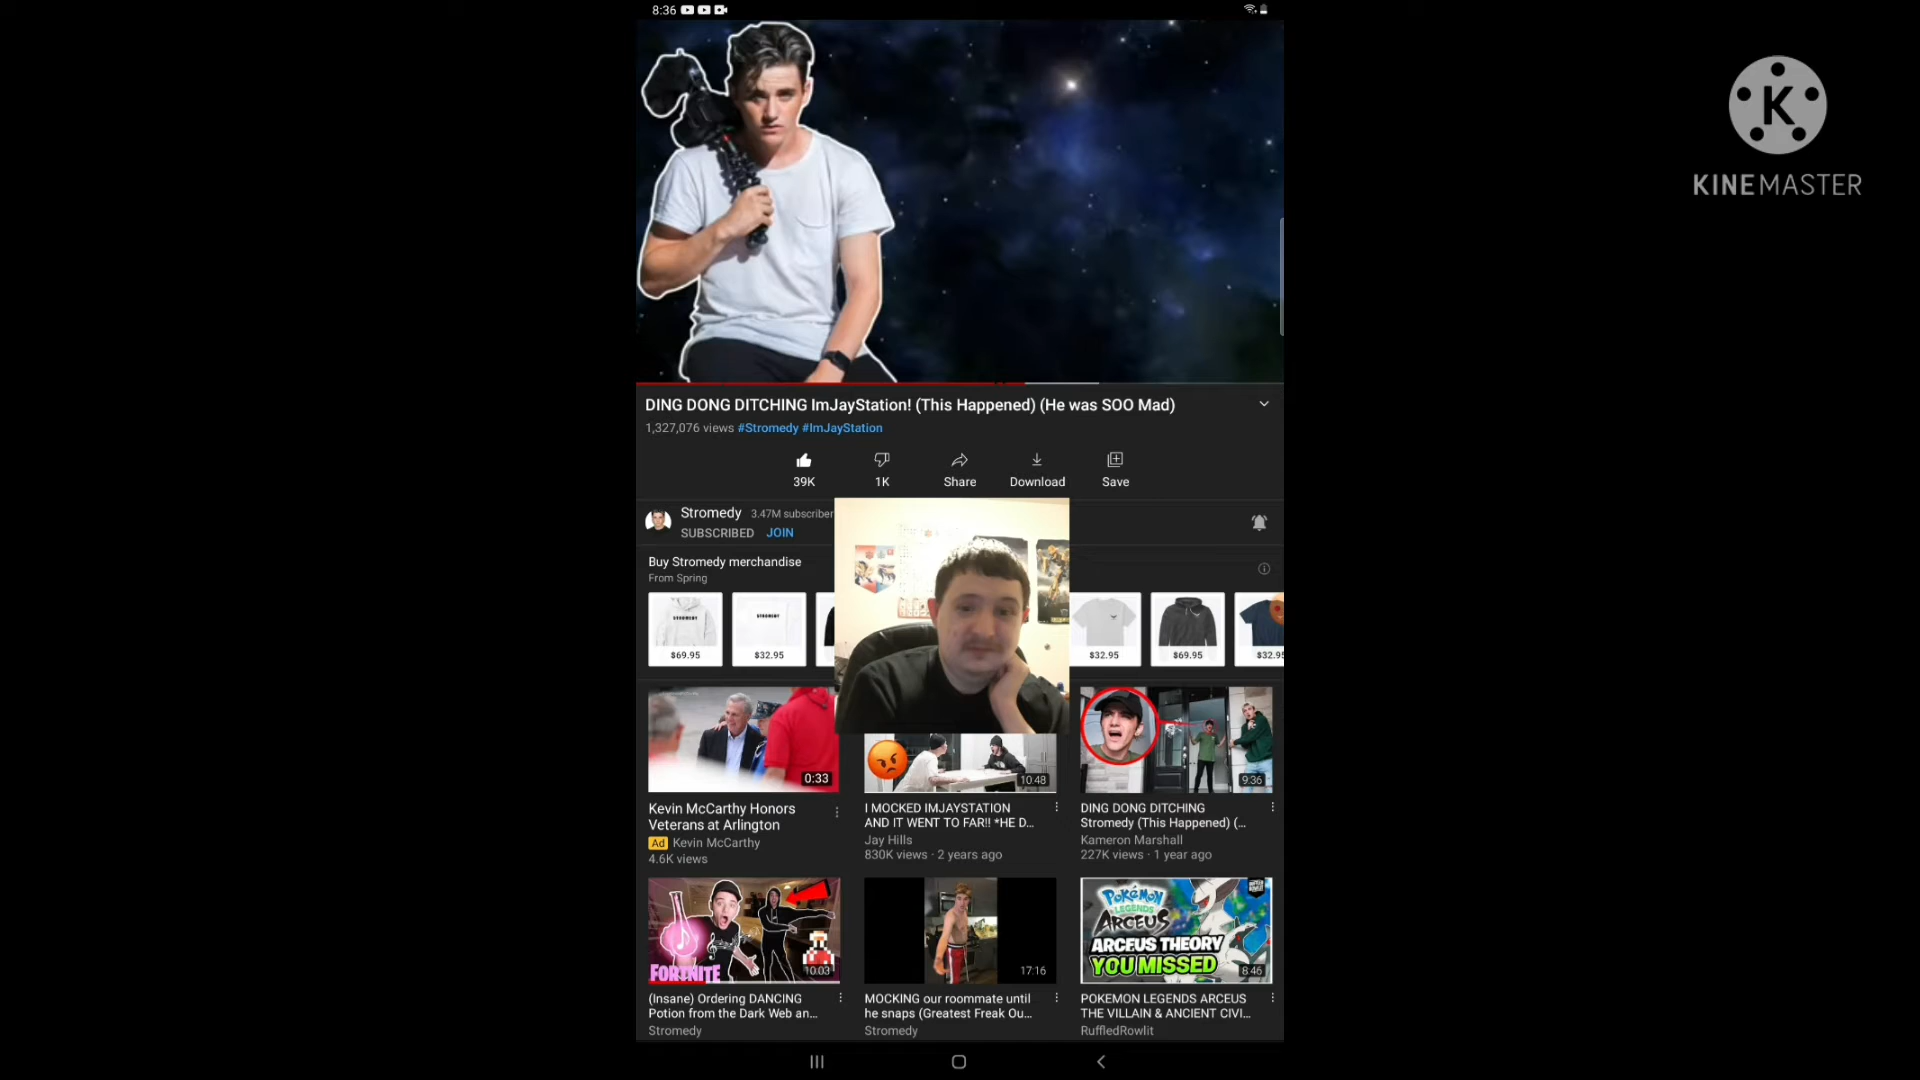 8:36
KINEMASTER
DING DONG DITCHING ImJayStation! (This Happened) (He was SOO Mad)
1,327,076 views #Stromedy #ImJayStation
39K
1K
Share
Download
Save
Stromedy 3.47M subscriber
SUBSCRIBED JOIN
Buy Stromedy merchandise
From Spring
STROMEDY
STROMEDY
$69.95
$32.95
$32.95
$69.95
$32.95
0:33
10:48
9:36
Kevin McCarthy Honors
Veterans at Arlington
Ad Kevin McCarthy
4.6K views
I MOCKED IMJAYSTATION
AND IT WENT TO FAR!! *HE D...
Jay Hills
830K views · 2 years ago
DING DONG DITCHING
Stromedy (This Happened) (...
Kameron Marshall
227K views · 1 year ago
FORTNITE
10:03
17:16
POKéMON
LEGENDS
ARCEUS
ARCEUS THEORY
YOU MISSED
8:46
(Insane) Ordering DANCING
Potion from the Dark Web an...
Stromedy
MOCKING our roommate until
he snaps (Greatest Freak Ou...
Stromedy
POKEMON LEGENDS ARCEUS
THE VILLAIN & ANCIENT CIVI...
RuffledRowlit